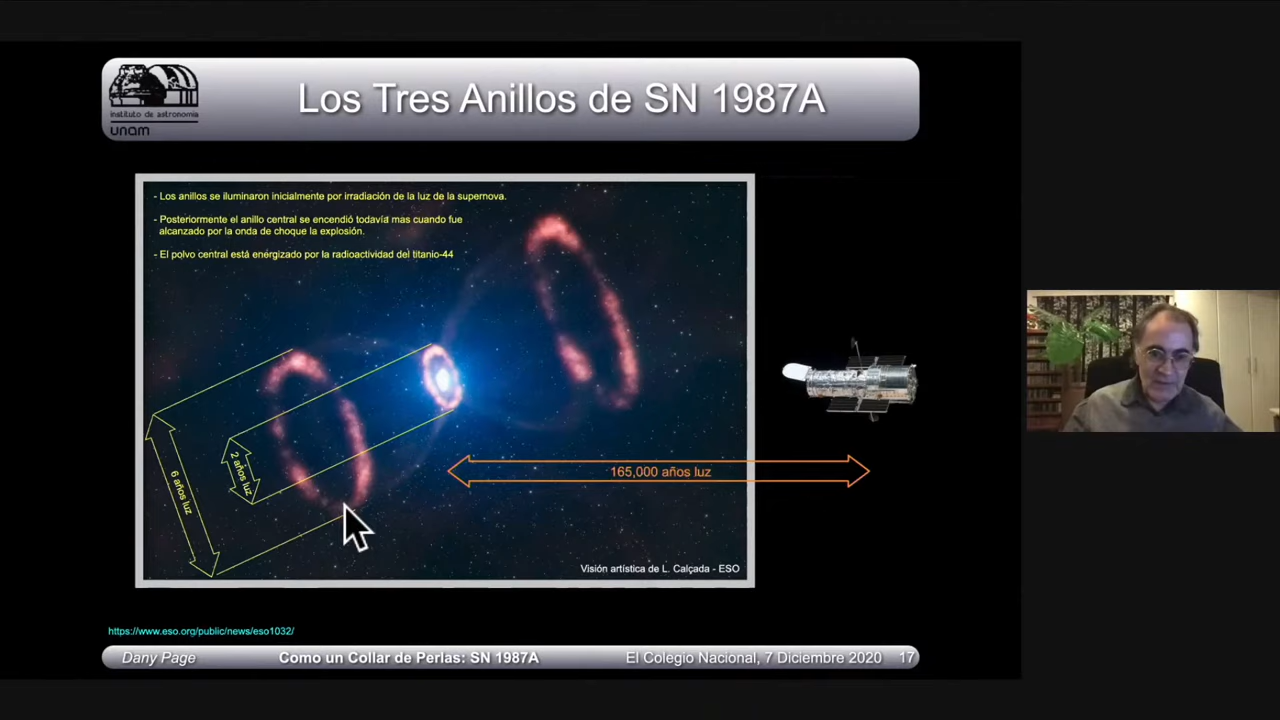 Los Tres Anillos de SN 1987A
instituto de astronomía
unam
- Los anillos se iluminaron inicialmente por irradiación de la luz de la supernova.
- Posteriormente el anillo central se encendió todavía mas cuando fue
alcanzado por la onda de choque la explosión.
- El polvo central está energizado por la radioactividad del titanio-44
2 años luz
6 años luz
165,000 años luz
Visión artística de L. Calçada - ESO
https://www.eso.org/public/news/eso1032/
Dany Page Como un Collar de Perlas: SN 1987A El Colegio Nacional, 7 Diciembre 2020 17